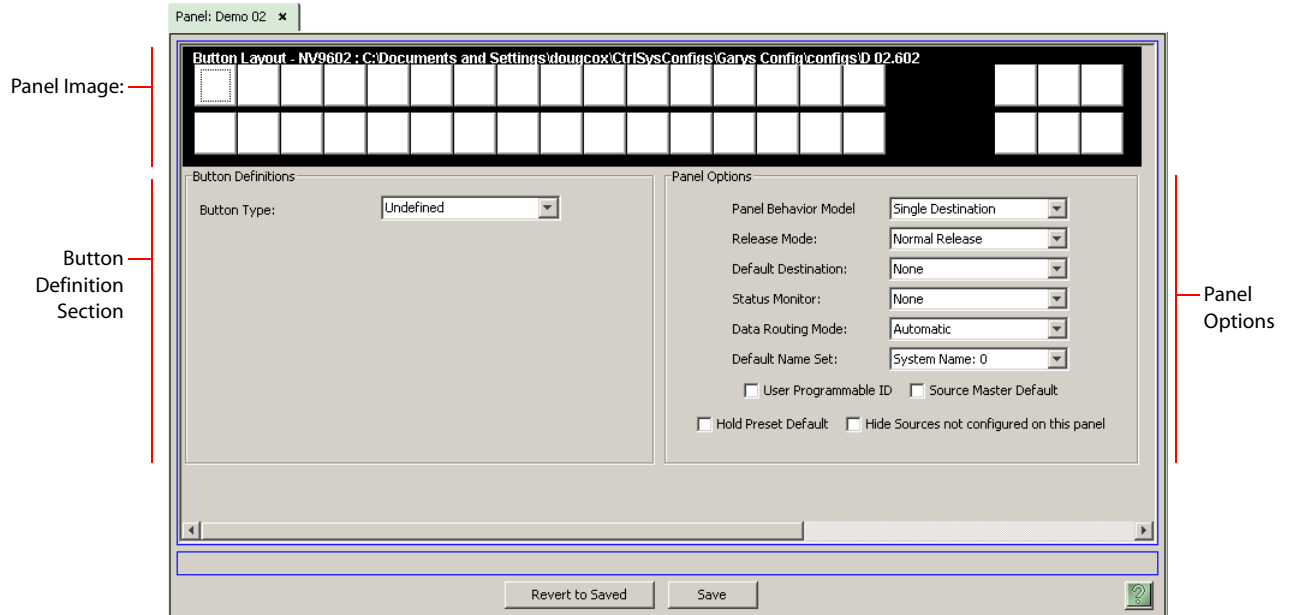 Panel: Demo 02 ×
Panel Image:
Button Layout - NV9602 : C:\Documents and Settings\dougcox\CtrlSysConfigs\Garys Config\configs\D 02.602
Button Definitions
Button Type:
Undefined
Button
Definition
Section
Panel Options
Panel Behavior Model
Single Destination
Release Mode:
Normal Release
Default Destination:
None
Status Monitor:
None
Data Routing Mode:
Automatic
Default Name Set:
System Name: 0
User Programmable ID
Source Master Default
Hold Preset Default
Hide Sources not configured on this panel
Panel
Options
Revert to Saved
Save
?